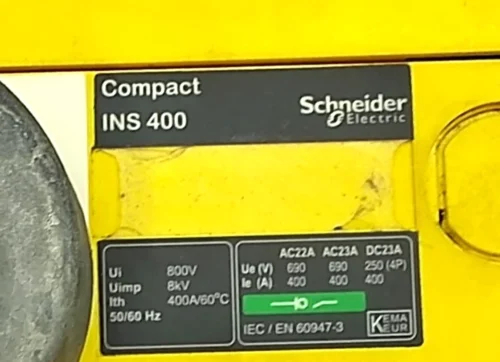 Compact
INS 400
Schneider
Electric
Ui 800V
Uimp 8kV
Ith 400A/60°C
50/60 Hz
AC22A AC23A DC23A
Ue (V) 690 690 250 (4P)
Ie (A) 400 400 400
IEC / EN 60947-3
KEMA
KEUR